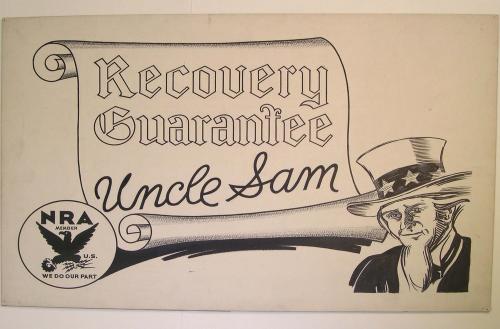 Recovery
Guarantee
Uncle Sam
NRA
MEMBER
U.S.
WE DO OUR PART